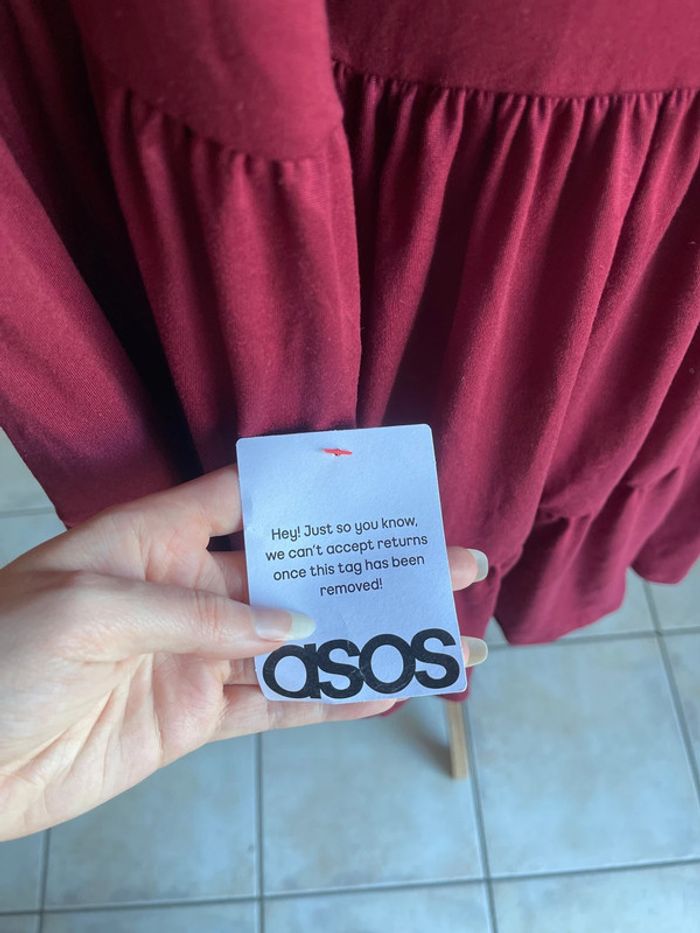 Hey! Just so you know,
we can't accept returns
once this tag has been
removed!
asos